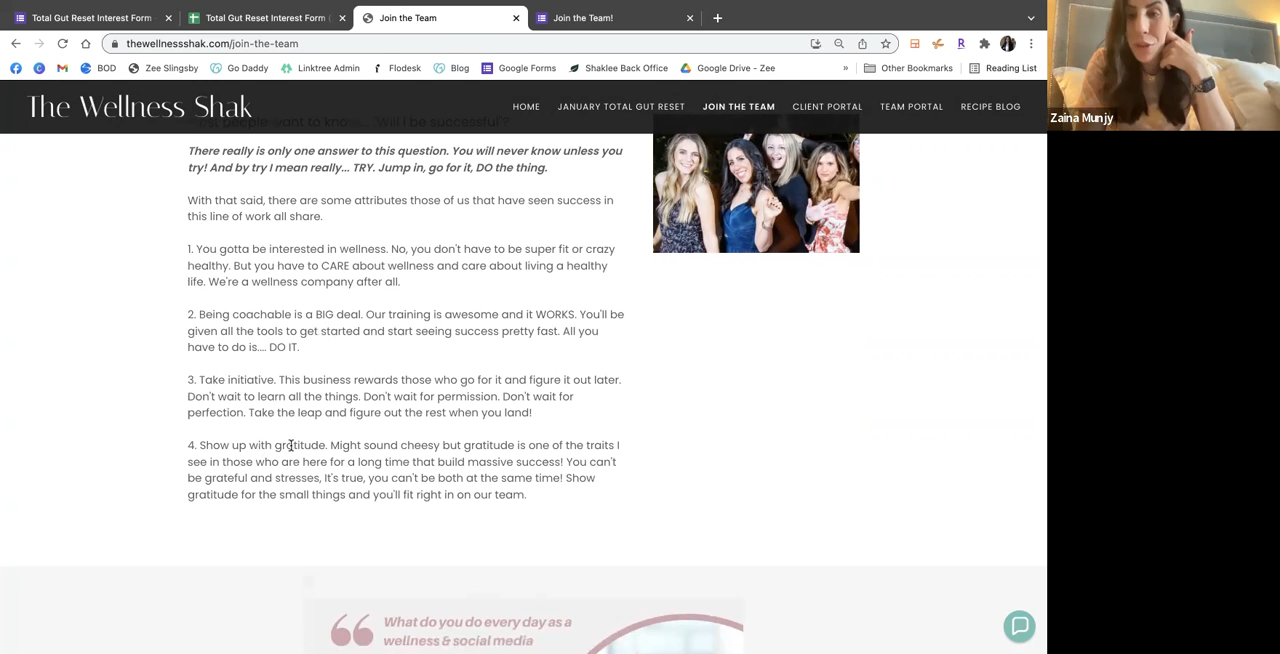 Total Gut Reset Interest Form
Total Gut Reset Interest Form (
Join the Team
Join the Team!
thewellnessshak.com/join-the-team
BOD
Zee Slingsby
Go Daddy
Linktree Admin
Flodesk
Blog
Google Forms
Shaklee Back Office
Google Drive - Zee
»
Other Bookmarks
Reading List
The Wellness Shak
HOME
JANUARY TOTAL GUT RESET
JOIN THE TEAM
CLIENT PORTAL
TEAM PORTAL
RECIPE BLOG
Zaina Munjy
Most people want to know... "Will I be successful"?
There really is only one answer to this question. You will never know unless you
try! And by try I mean really... TRY. Jump in, go for it, DO the thing.
With that said, there are some attributes those of us that have seen success in
this line of work all share.
1. You gotta be interested in wellness. No, you don't have to be super fit or crazy
healthy. But you have to CARE about wellness and care about living a healthy
life. We're a wellness company after all.
2. Being coachable is a BIG deal. Our training is awesome and it WORKS. You'll be
given all the tools to get started and start seeing success pretty fast. All you
have to do is.... DO IT.
3. Take initiative. This business rewards those who go for it and figure it out later.
Don't wait to learn all the things. Don't wait for permission. Don't wait for
perfection. Take the leap and figure out the rest when you land!
4. Show up with gratitude. Might sound cheesy but gratitude is one of the traits I
see in those who are here for a long time that build massive success! You can't
be grateful and stresses, It's true, you can't be both at the same time! Show
gratitude for the small things and you'll fit right in on our team.
What do you do every day as a
wellness & social media